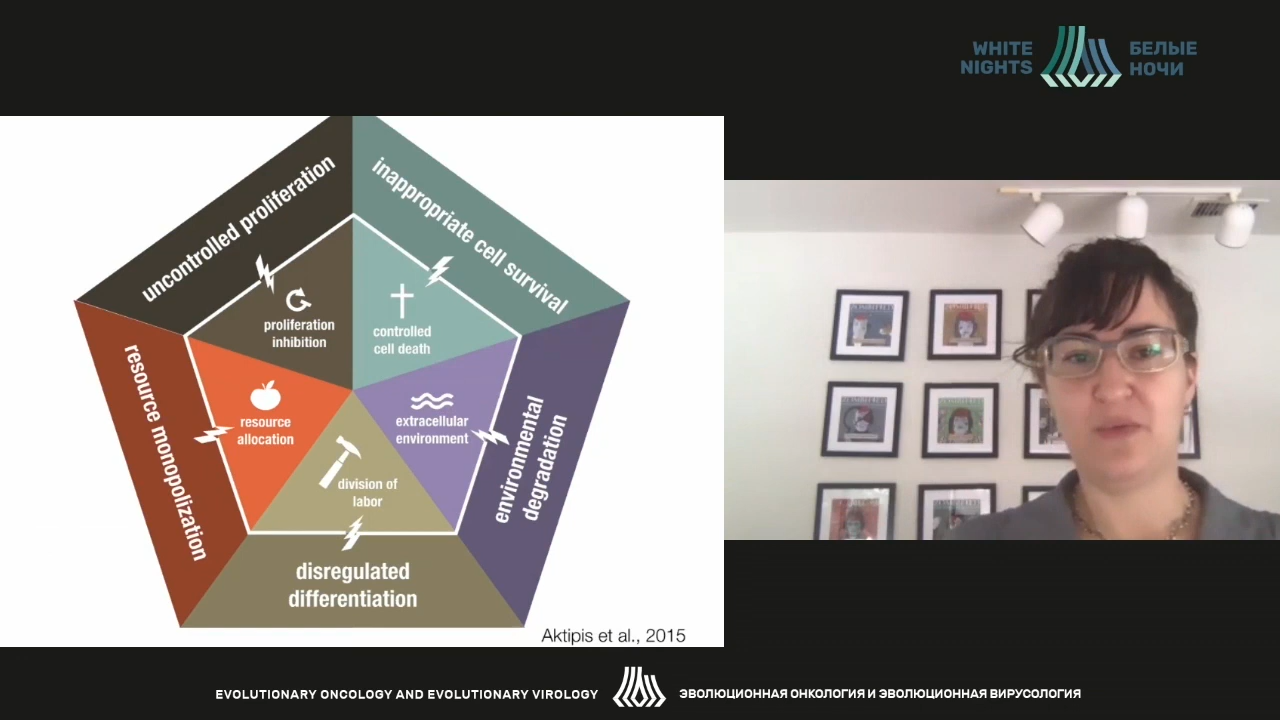 WHITE
NIGHTS
БЕЛЫЕ
НОЧИ
uncontrolled proliferation
inappropriate cell survival
proliferation
inhibition
controlled
cell death
resource monopolization
resource
allocation
extracellular
environment
environmental
degradation
division of
labor
disregulated
differentiation
Aktipis et al., 2015
EVOLUTIONARY ONCOLOGY AND EVOLUTIONARY VIROLOGY
ЭВОЛЮЦИОННАЯ ОНКОЛОГИЯ И ЭВОЛЮЦИОННАЯ ВИРУСОЛОГИЯ